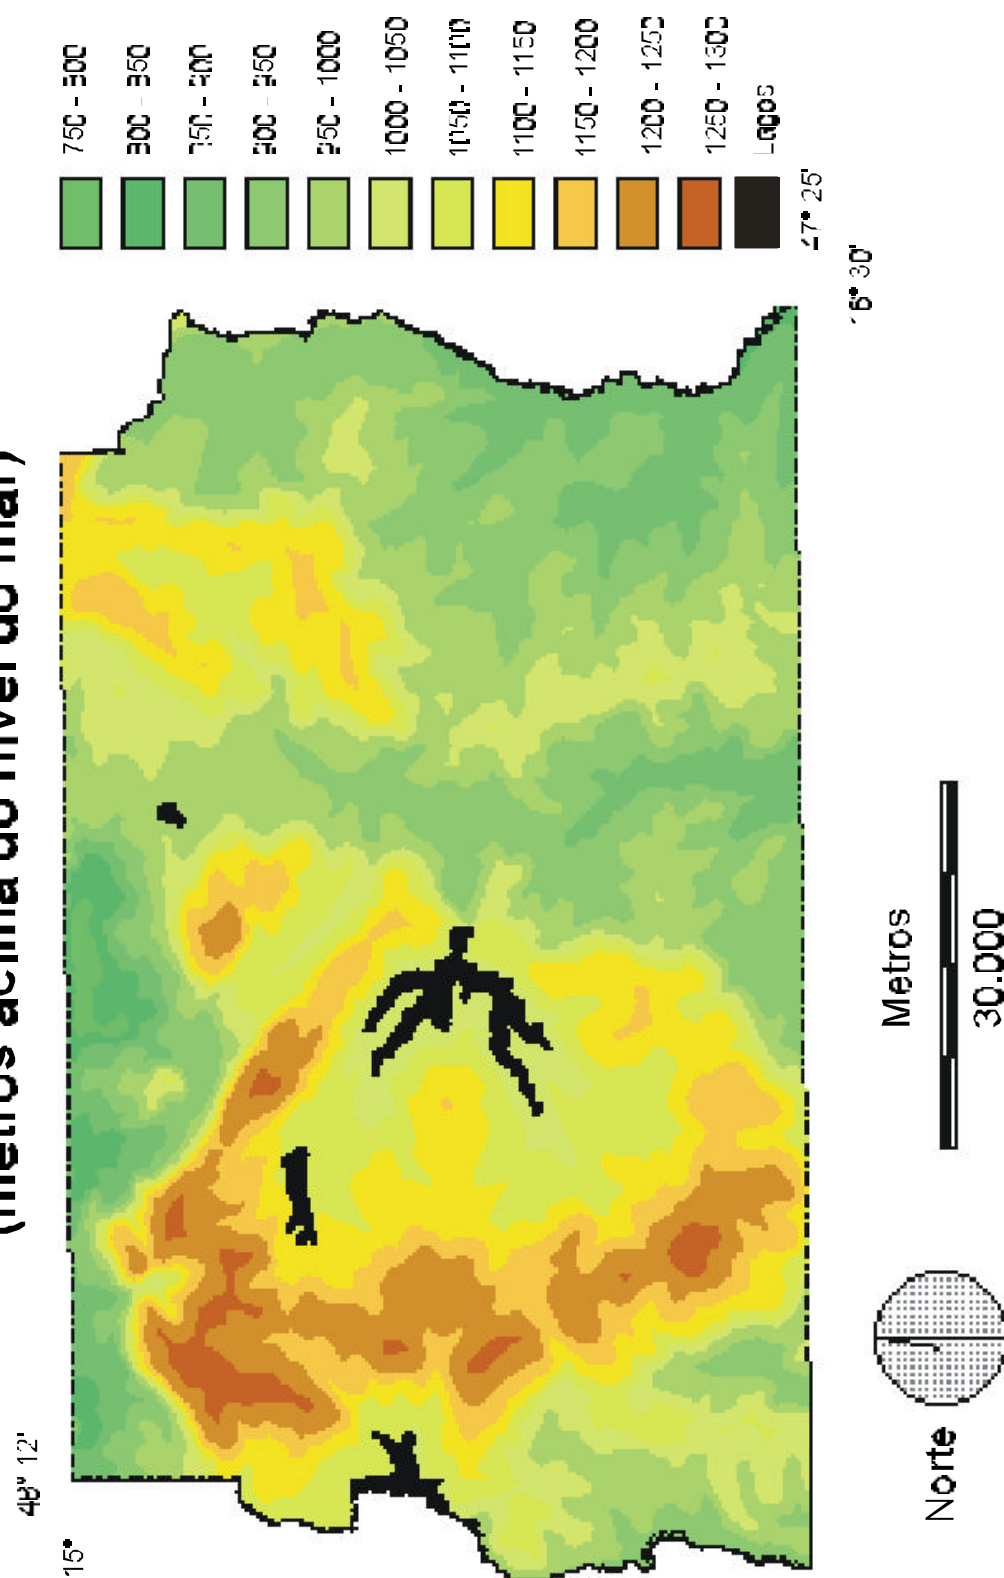 (metros acima do nível do mar)
48° 12'
15°
750 - 800
800 - 850
850 - 900
900 - 950
950 - 1000
1000 - 1050
1050 - 1100
1100 - 1150
1150 - 1200
1200 - 1250
1250 - 1300
Lagos
47° 25'
16° 30'
Norte
Metros
30.000